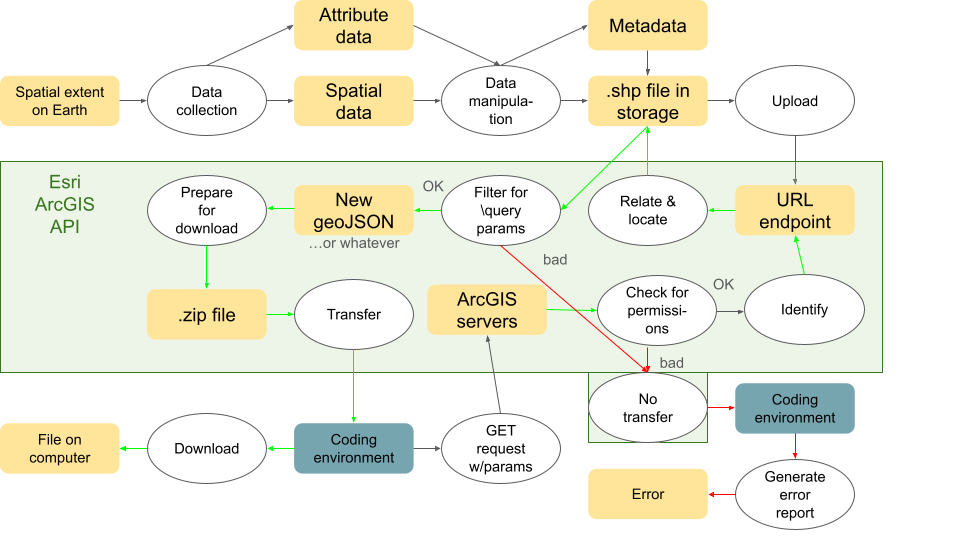 Attribute
data
Metadata
Spatial extent
on Earth
Data
collection
Spatial
data
Data
manipula-
tion
.shp file in
storage
Upload
Esri
ArcGIS
API
Prepare
for
download
New
geoJSON
…or whatever
OK
Filter for
\query
params
Relate &
locate
URL
endpoint
bad
.zip file
Transfer
ArcGIS
servers
Check for
permissi-
ons
OK
Identify
bad
No
transfer
Coding
environment
File on
computer
Download
Coding
environment
GET
request
w/params
Error
Generate
error
report